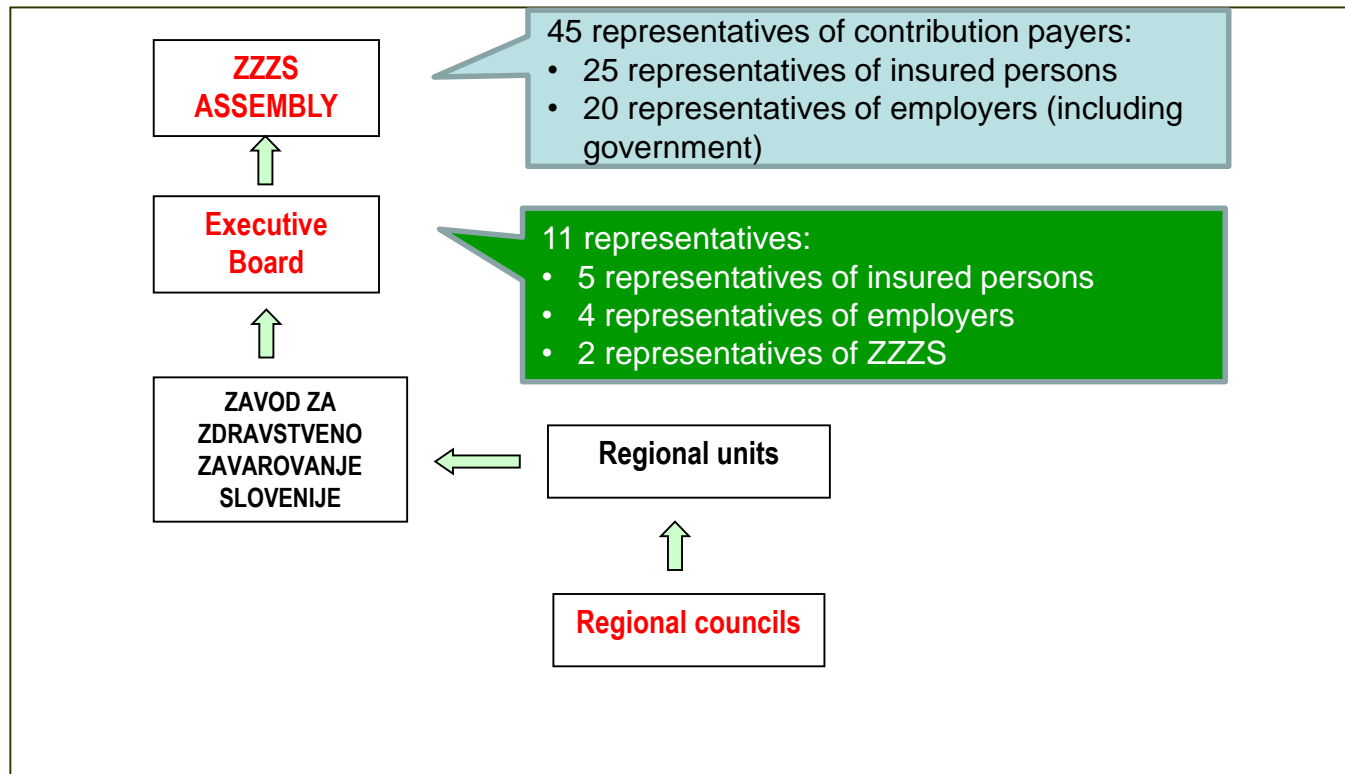 ZZZS
ASSEMBLY
45 representatives of contribution payers:
• 25 representatives of insured persons
• 20 representatives of employers (including
government)
Executive
Board
11 representatives:
• 5 representatives of insured persons
• 4 representatives of employers
• 2 representatives of ZZZS
ZAVOD ZA
ZDRAVSTVENO
ZAVAROVANJE
SLOVENIJE
Regional units
Regional councils